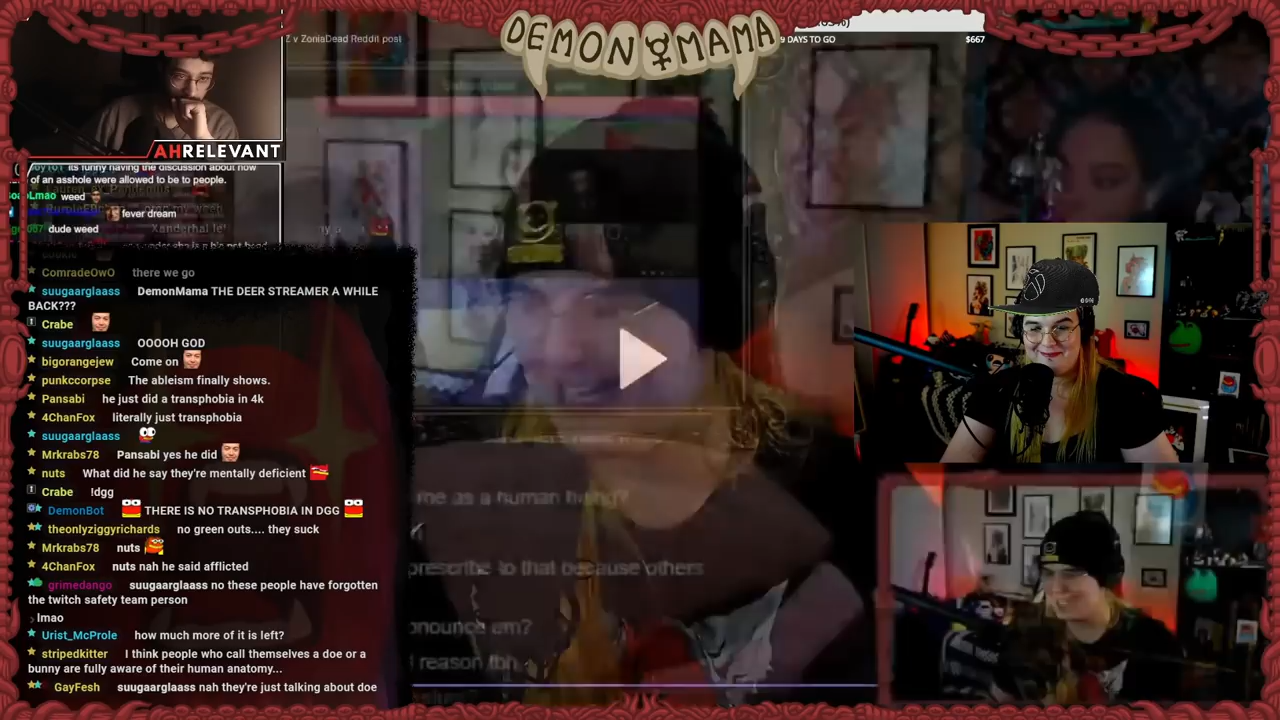 DEMON MAMA
Z v ZoniaDead Reddit post
9 DAYS TO GO
$667
AHRELEVANT
its funny having the discussion about how
of an asshole were allowed to be to people.
weed
fever dream
dude weed
Xanderhal le
ComradeOwO there we go
suugaarglaass DemonMama THE DEER STREAMER A WHILE
BACK???
Crabe
suugaarglaass OOOOH GOD
bigorangejew Come on
punkccorpse The ableism finally shows.
Pansabi he just did a transphobia in 4k
4ChanFox literally just transphobia
suugaarglaass
Mrkrabs78 Pansabi yes he did
nuts What did he say they're mentally deficient
Crabe !dgg
DemonBot THERE IS NO TRANSPHOBIA IN DGG
theonlyziggyrichards no green outs.... they suck
Mrkrabs78 nuts
4ChanFox nuts nah he said afflicted
grimedango suugaarglaass no these people have forgotten
the twitch safety team person
lmao
Urist_McProle how much more of it is left?
stripedkitter I think people who call themselves a doe or a
bunny are fully aware of their human anatomy...
GayFesh suugaarglaass nah they're just talking about doe
me as a human
prescribe to that because others
reason tbh